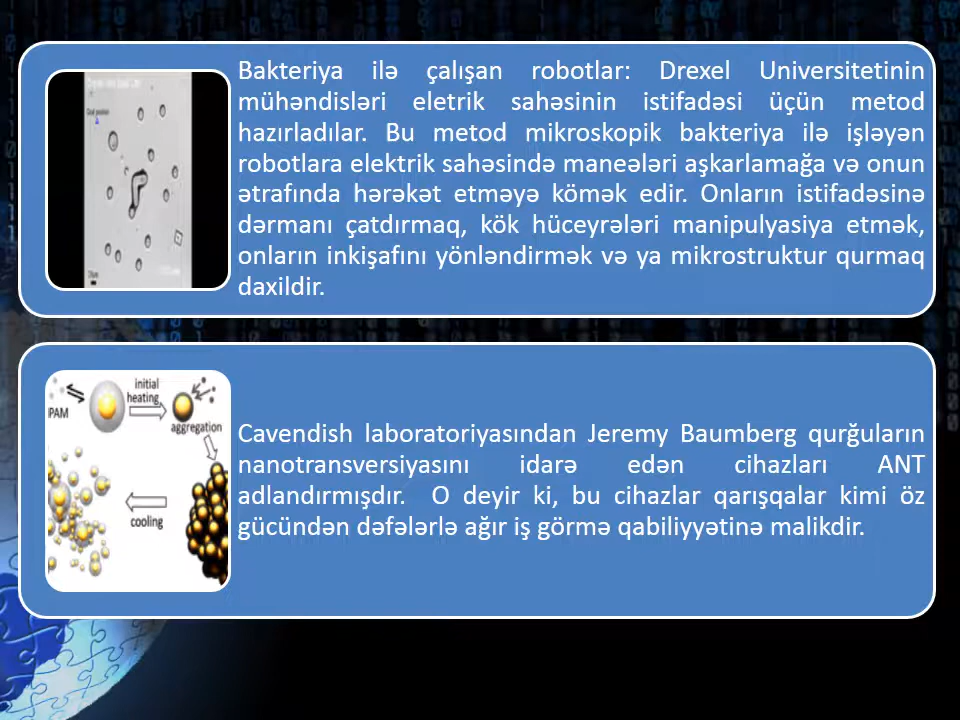 Bakteriya ilə çalışan robotlar: Drexel Universitetinin
mühəndisləri eletrik sahəsinin istifadəsi üçün metod
hazırladılar. Bu metod mikroskopik bakteriya ilə işləyən
robotlara elektrik sahəsində maneələri aşkarlamağa və onun
ətrafında hərəkət etməyə kömək edir. Onların istifadəsinə
dərmanı çatdırmaq, kök hüceyrələri manipulyasiya etmək,
onların inkişafını yönləndirmək və ya mikrostruktur qurmaq
daxildir.
initial
heating
PAM
aggregation
cooling
Cavendish laboratoriyasından Jeremy Baumberg qurğuların
nanotransversiyasını idarə edən cihazları ANT
adlandırmışdır. O deyir ki, bu cihazlar qarışqalar kimi öz
gücündən dəfələrlə ağır iş görmə qabiliyyətinə malikdir.